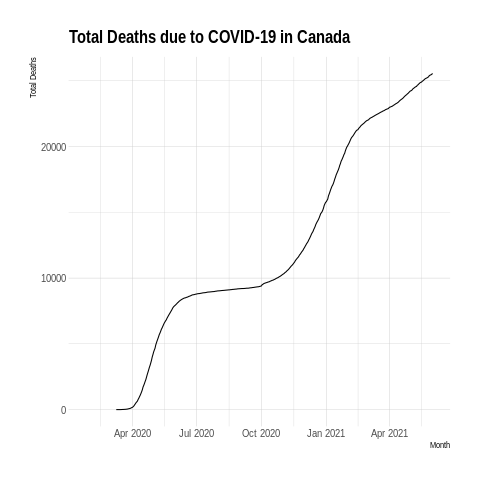 Total Deaths due to COVID-19 in Canada
Total Deaths
20000
10000
0
Apr 2020 Jul 2020 Oct 2020 Jan 2021 Apr 2021
Month